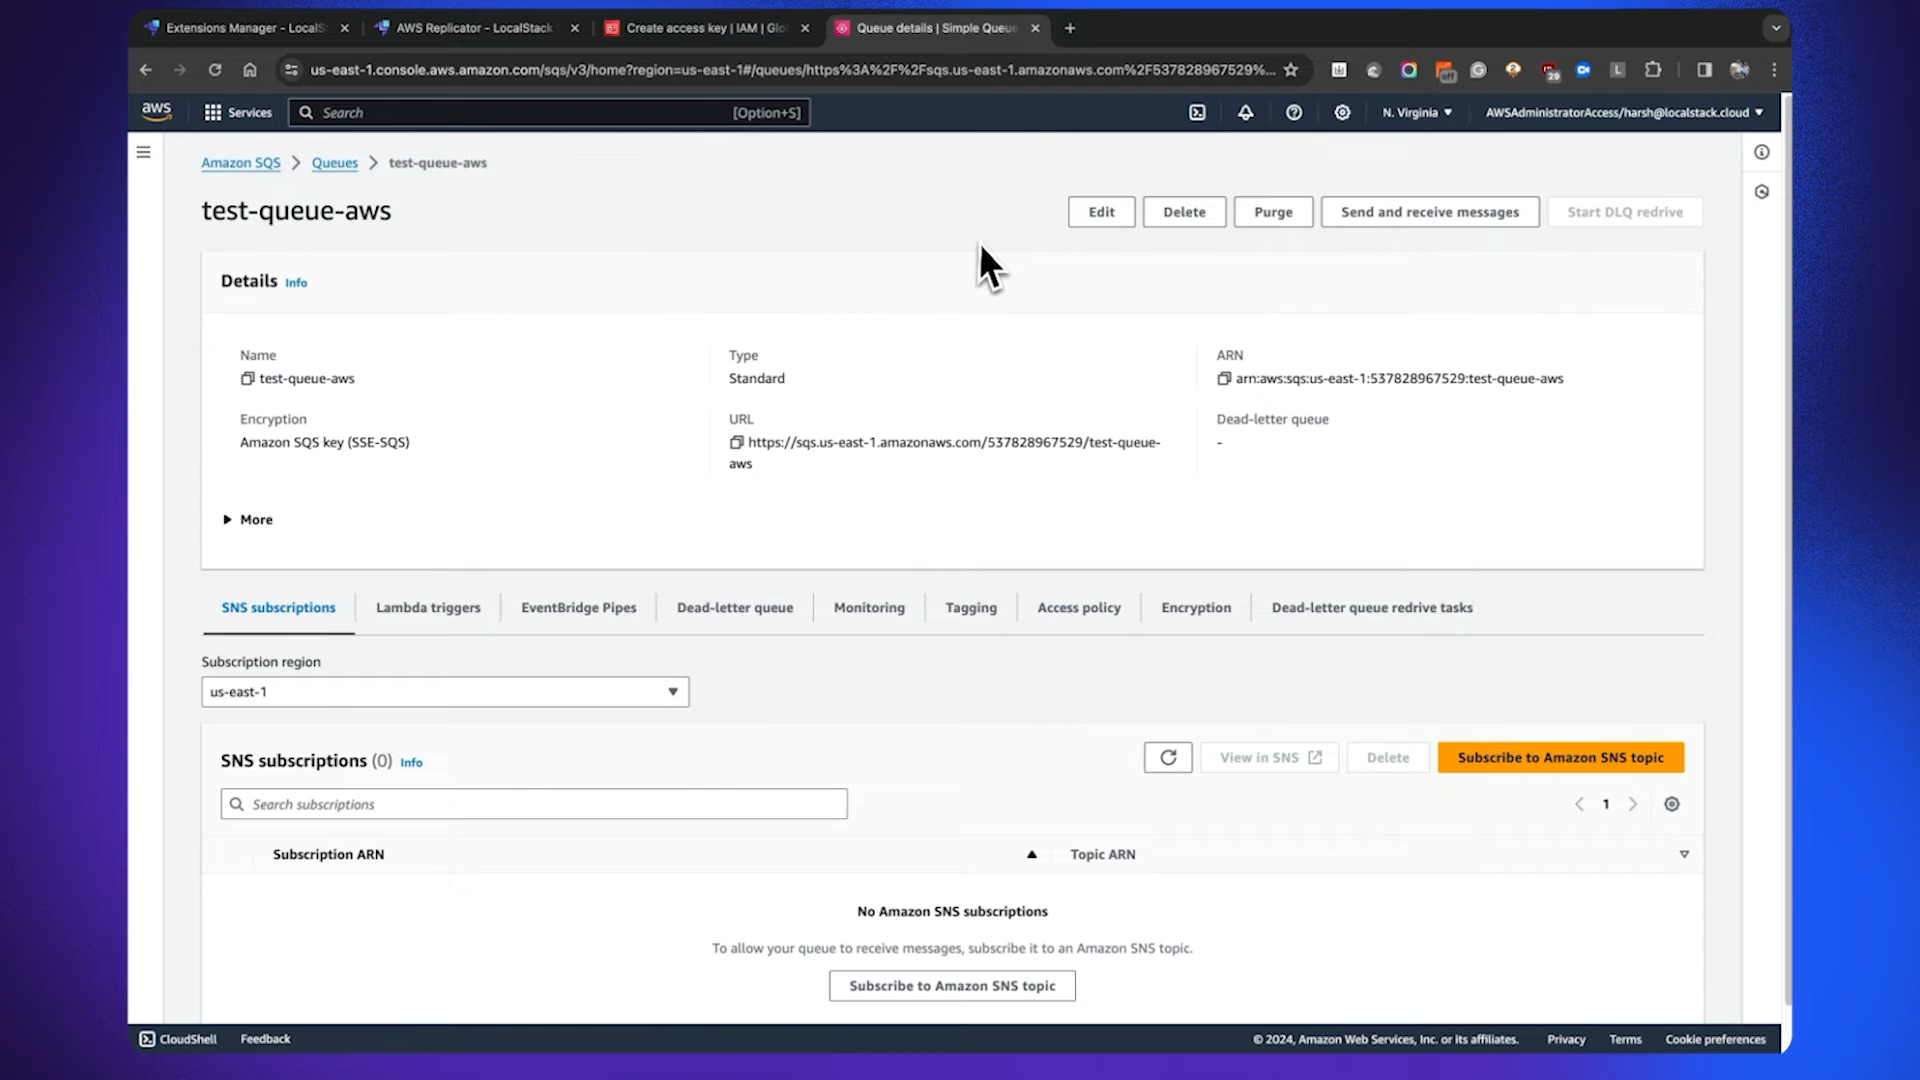 Extensions Manager - LocalS
AWS Replicator - LocalStack
Create access key | IAM | Glo
Queue details | Simple Queue
us-east-1.console.aws.amazon.com/sqs/v3/home?region=us-east-1#/queues/https%3A%2F%2Fsqs.us-east-1.amazonaws.com%2F537828967529%...
off
29
L
aws
Services
Search
[Option+S]
N. Virginia
AWSAdministratorAccess/harsh@localstack.cloud
Amazon SQS
Queues
test-queue-aws
test-queue-aws
Edit
Delete
Purge
Send and receive messages
Start DLQ redrive
Details Info
Name
Type
ARN
test-queue-aws
Standard
arn:aws:sqs:us-east-1:537828967529:test-queue-aws
Encryption
URL
Dead-letter queue
Amazon SQS key (SSE-SQS)
https://sqs.us-east-1.amazonaws.com/537828967529/test-queue-
aws
-
More
SNS subscriptions
Lambda triggers
EventBridge Pipes
Dead-letter queue
Monitoring
Tagging
Access policy
Encryption
Dead-letter queue redrive tasks
Subscription region
us-east-1
SNS subscriptions (0) Info
View in SNS
Delete
Subscribe to Amazon SNS topic
Search subscriptions
1
Subscription ARN
Topic ARN
No Amazon SNS subscriptions
To allow your queue to receive messages, subscribe it to an Amazon SNS topic.
Subscribe to Amazon SNS topic
CloudShell
Feedback
© 2024, Amazon Web Services, Inc. or its affiliates.
Privacy
Terms
Cookie preferences